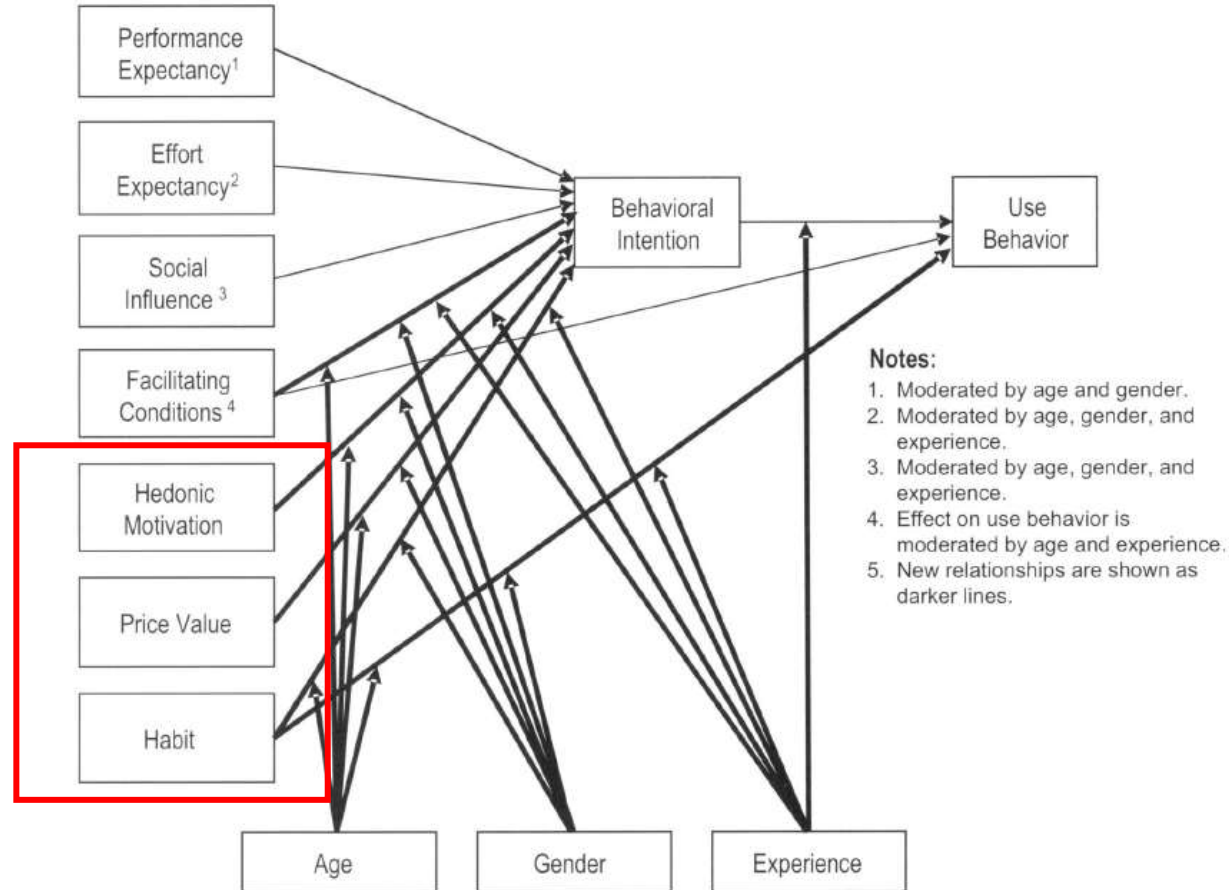 Performance
Expectancy1
Effort
Expectancy2
Social
Influence 3
Facilitating
Conditions 4
Hedonic
Motivation
Price Value
Habit
Behavioral
Intention
Use
Behavior
Notes:
1. Moderated by age and gender.
2. Moderated by age, gender, and
experience.
3. Moderated by age, gender, and
experience.
4. Effect on use behavior is
moderated by age and experience.
5. New relationships are shown as
darker lines.
Age
Gender
Experience